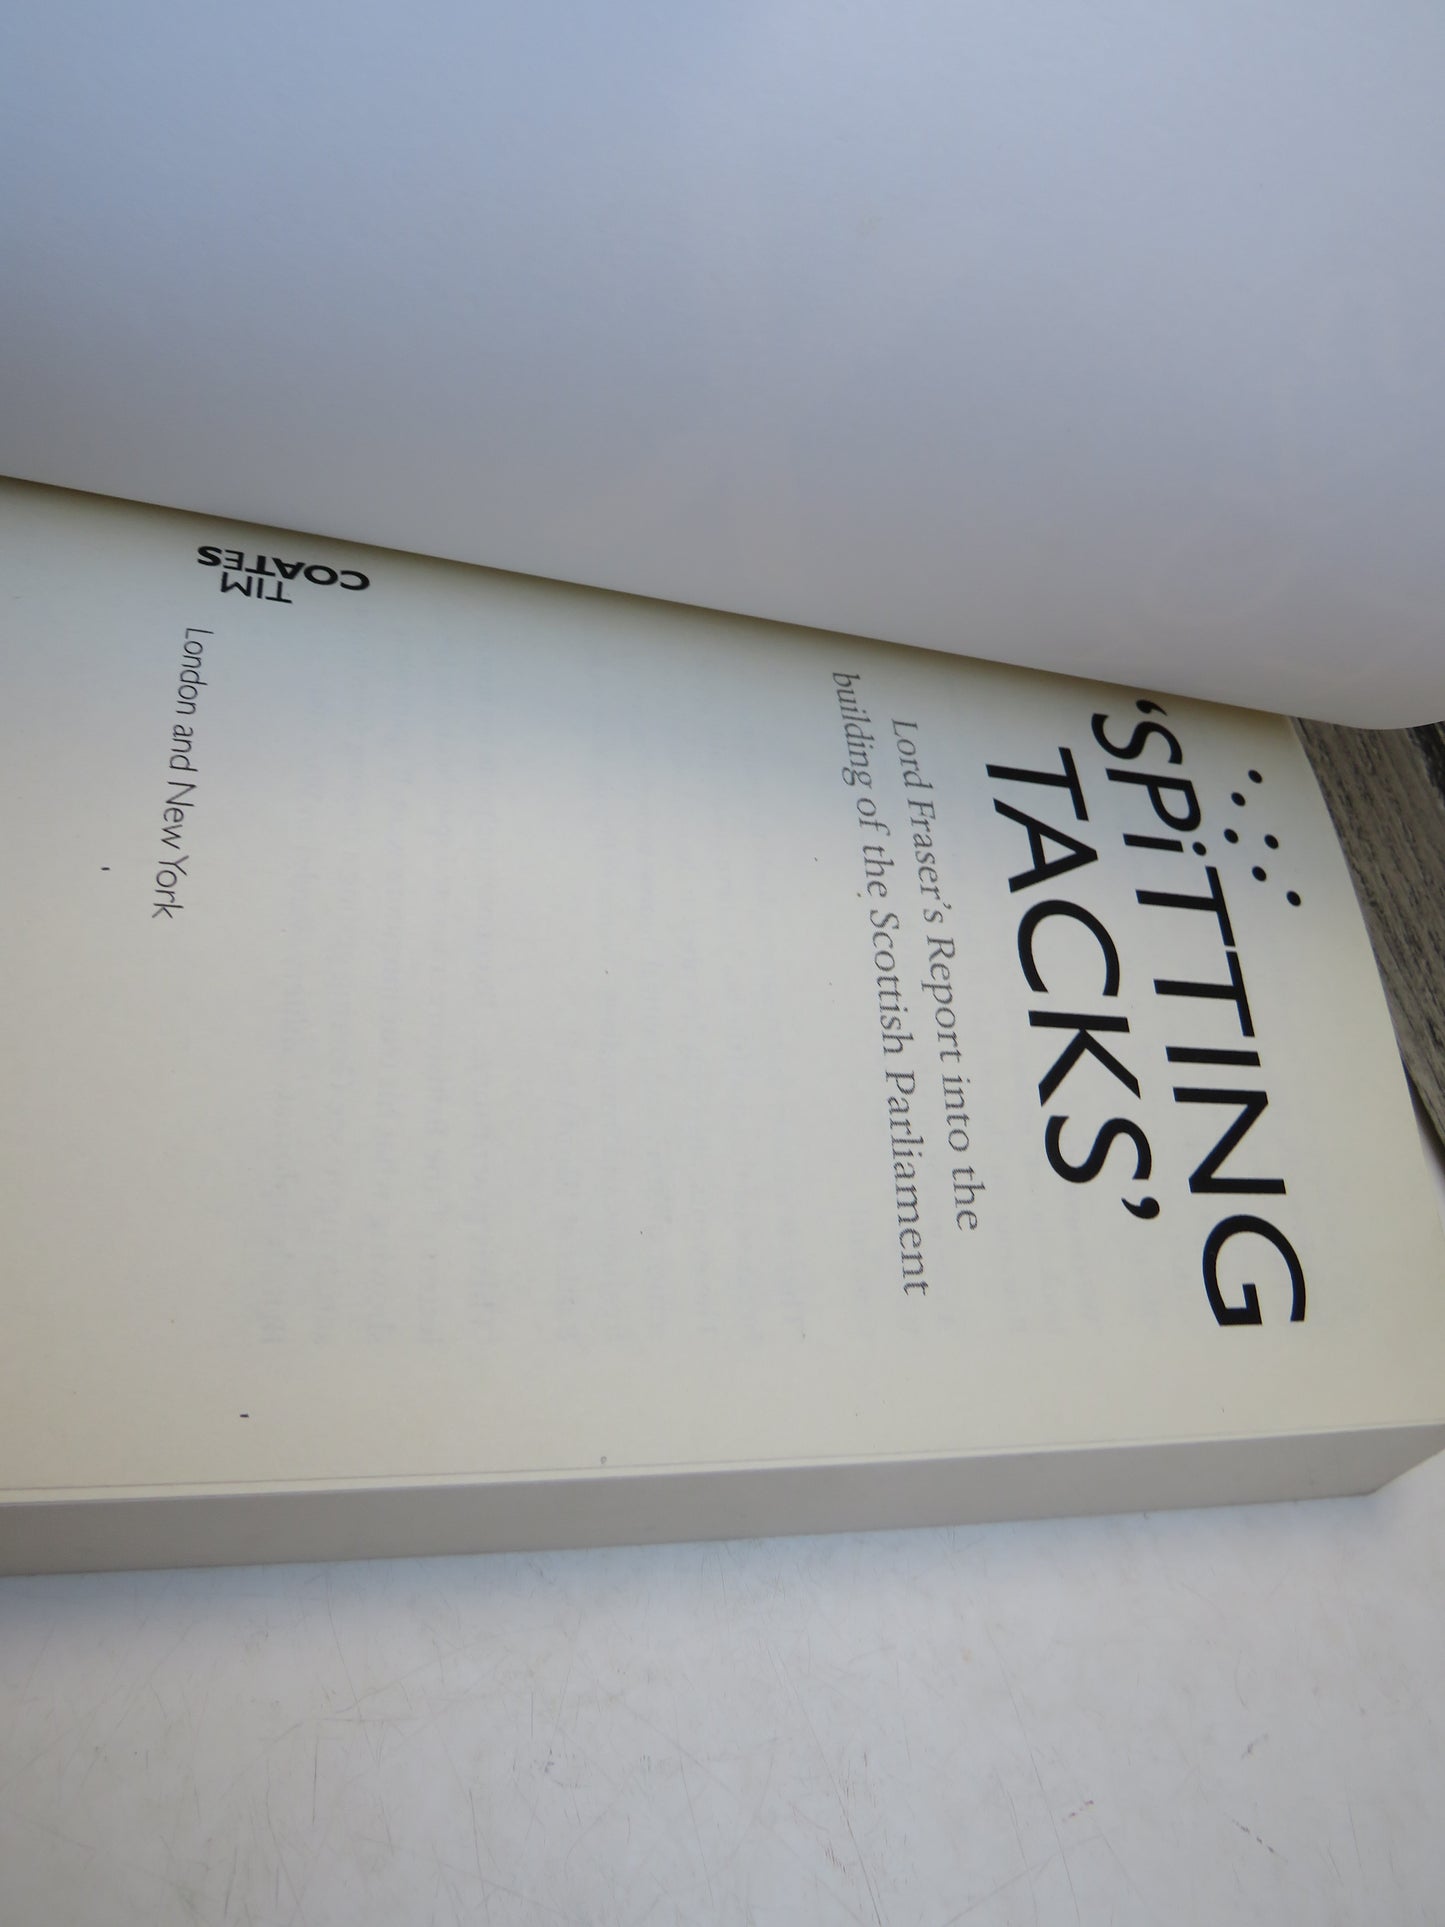 ‘SPiTTING
TACKS’
Lord Fraser’s Report into the
building of the Scottish Parliament
TIM
COATES
London and New York